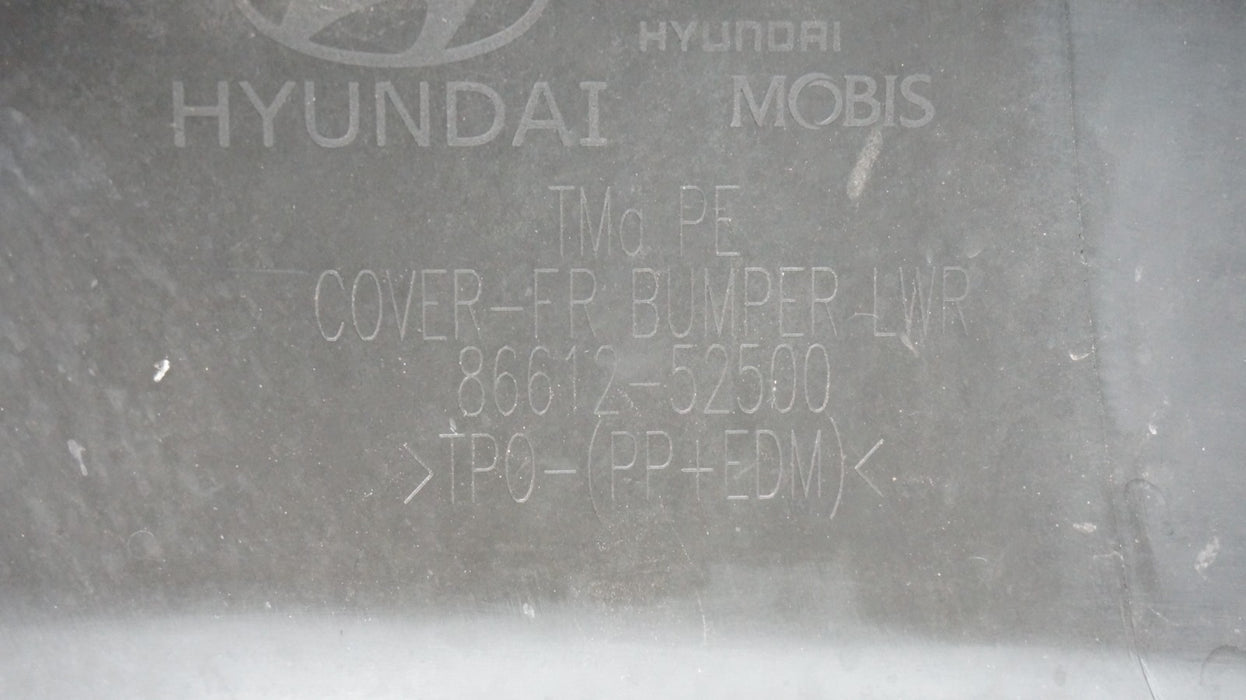 HYUNDAI
HYUNDAI
MOBIS
TMa PE
COVER-FR BUMPER LWR
86612-S2500
>TPO-(PP+EDM)<